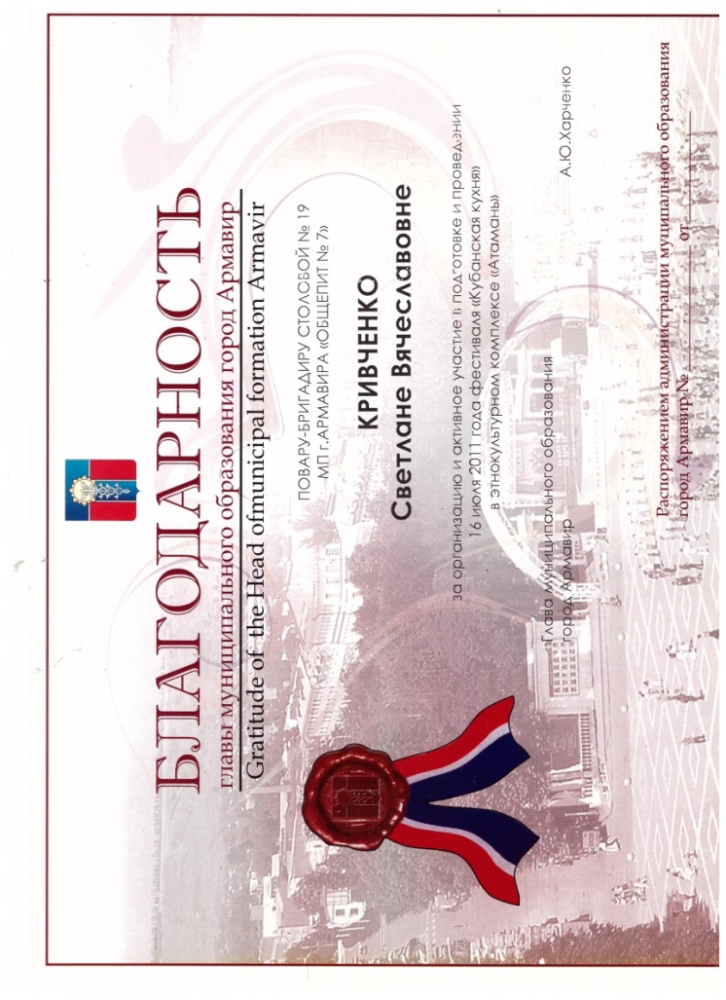 БЛАГОДАРНОСТЬ
главы муниципального образования город Армавир
Gratitude of the Head ofmunicipal formation Armavir
ПОВАРУ-БРИГАДИРУ СТОЛОВОЙ № 19
МП г.АРМАВИРА «ОБЩЕПИТ № 7»
КРИВЧЕНКО
Светлане Вячеславовне
за организацию и активное участие в подготовке и проведении
16 июля 2011 года фестиваля «Кубанская кухня»
в этнокультурном комплексе «Атамань»
Глава муниципального образования
город Армавир А.Ю.Харченко
Распоряжением администрации муниципального образования
город Армавир № от